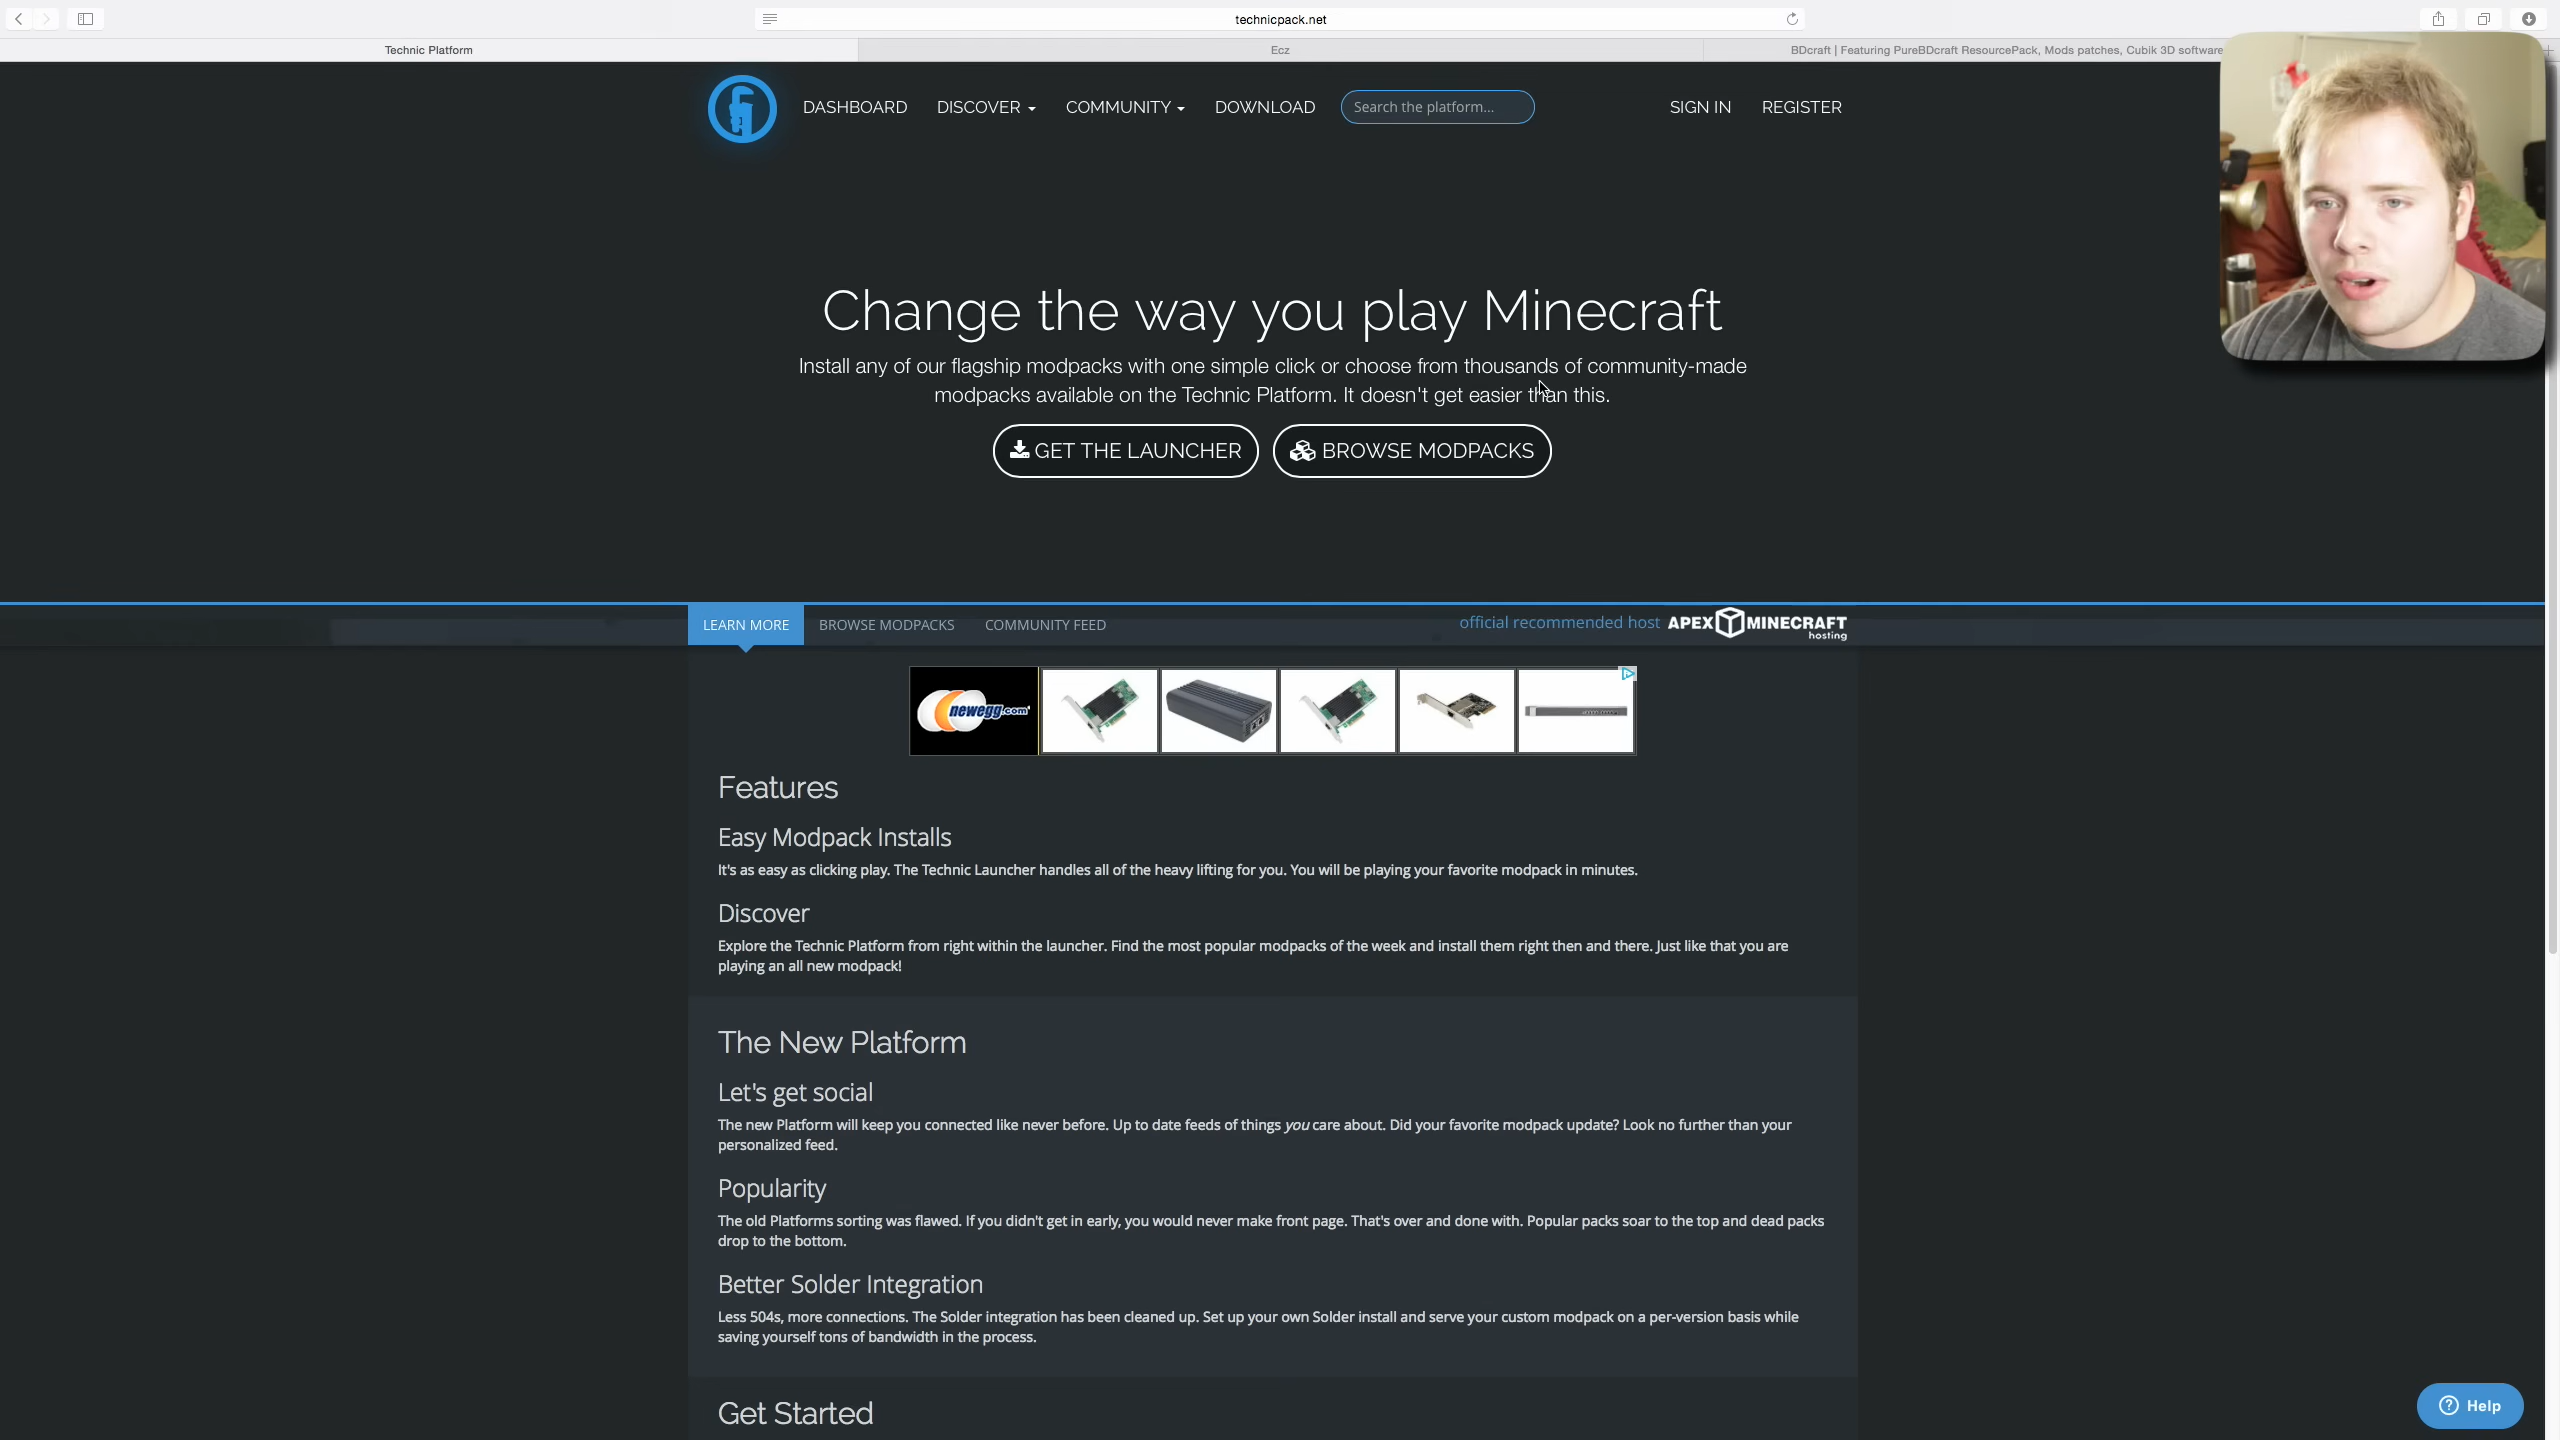 technicpack.net
Technic Platform
Ecz
BDcraft | Featuring PureBDcraft ResourcePack, Mods patches, Cubik 3D software
DASHBOARD
DISCOVER
COMMUNITY
DOWNLOAD
Search the platform...
SIGN IN
REGISTER
Change the way you play Minecraft
Install any of our flagship modpacks with one simple click or choose from thousands of community-made
modpacks available on the Technic Platform. It doesn't get easier than this.
GET THE LAUNCHER
BROWSE MODPACKS
LEARN MORE
BROWSE MODPACKS
COMMUNITY FEED
official recommended host
APEX MINECRAFT
hosting
newegg.com
Features
Easy Modpack Installs
It's as easy as clicking play. The Technic Launcher handles all of the heavy lifting for you. You will be playing your favorite modpack in minutes.
Discover
Explore the Technic Platform from right within the launcher. Find the most popular modpacks of the week and install them right then and there. Just like that you are
playing an all new modpack!
The New Platform
Let's get social
The new Platform will keep you connected like never before. Up to date feeds of things you care about. Did your favorite modpack update? Look no further than your
personalized feed.
Popularity
The old Platforms sorting was flawed. If you didn't get in early, you would never make front page. That's over and done with. Popular packs soar to the top and dead packs
drop to the bottom.
Better Solder Integration
Less 504s, more connections. The Solder integration has been cleaned up. Set up your own Solder install and serve your custom modpack on a per-version basis while
saving yourself tons of bandwidth in the process.
Get Started
Help